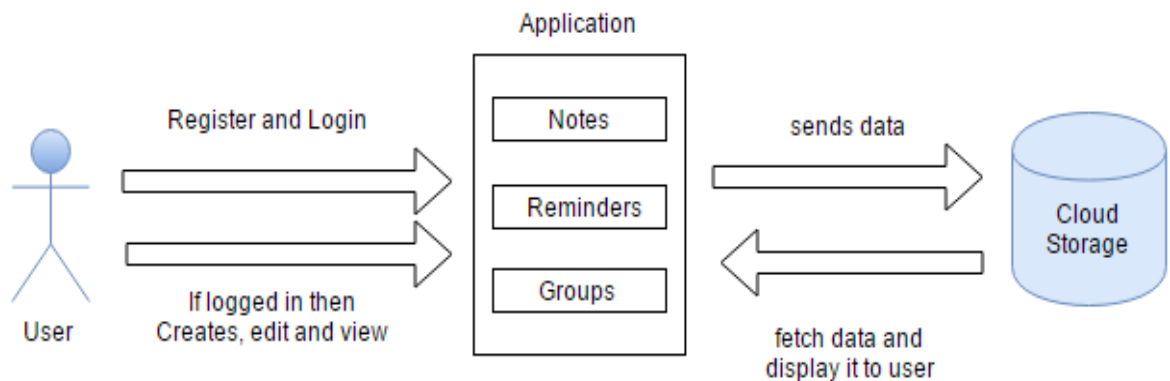 Application
Register and Login
Notes
sends data
Reminders
Cloud
Storage
Groups
If logged in then
Creates, edit and view
User
fetch data and
display it to user